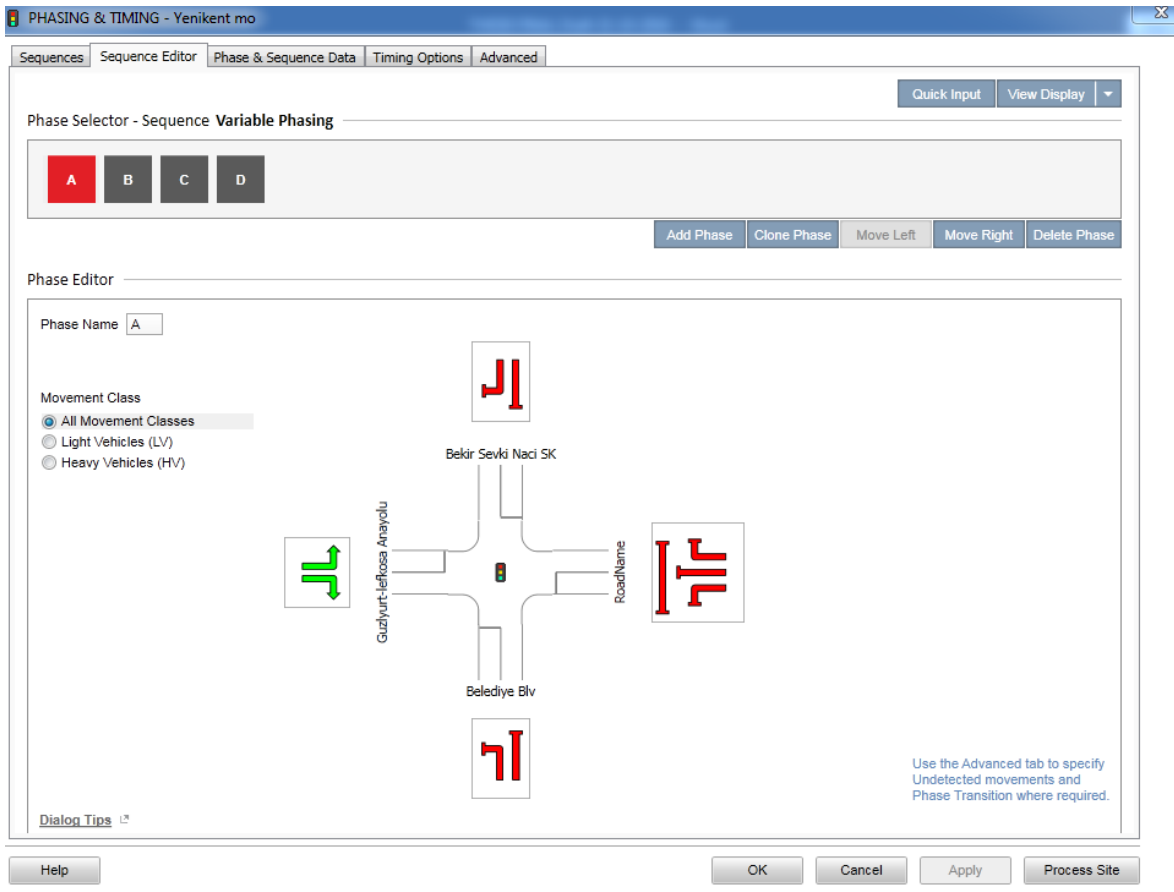 PHASING & TIMING - Yenikent mo
Sequences Sequence Editor Phase & Sequence Data Timing Options Advanced
Quick Input View Display
Phase Selector - Sequence Variable Phasing
A B C D
Add Phase Clone Phase Move Left Move Right Delete Phase
Phase Editor
Phase Name A
Movement Class
All Movement Classes
Light Vehicles (LV)
Heavy Vehicles (HV)
Bekir Sevki Naci SK
Guzlyurt-lefkosa Anayolu
RoadName
Belediye Blv
Use the Advanced tab to specify
Undetected movements and
Phase Transition where required.
Dialog Tips
Help OK Cancel Apply Process Site